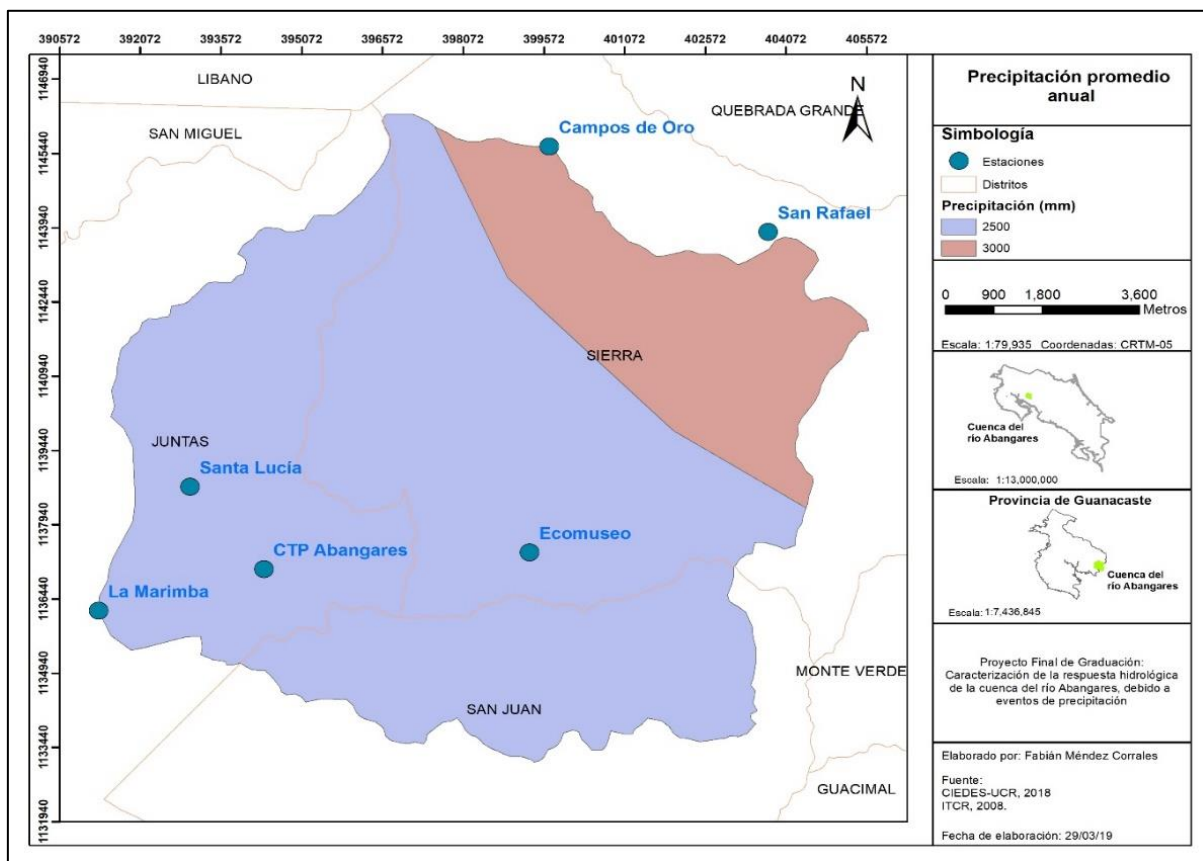 390572 392072 393572 395072 396572 398072 399572 401072 402572 404072 405572
1146940
1145440
1143940
1142440
1140940
1139440
1137940
1136440
1134940
1133440
1131940
LIBANO
SAN MIGUEL
QUEBRADA GRANDE
N
Campos de Oro
San Rafael
SIERRA
JUNTAS
Santa Lucía
CTP Abangares
Ecomuseo
La Marimba
MONTE VERDE
SAN JUAN
GUACIMAL
Precipitación promedio
anual
Simbología
Estaciones
Distritos
Precipitación (mm)
2500
3000
0 900 1,800 3,600
Metros
Escala: 1:79,935 Coordenadas: CRTM-05
Cuenca del
río Abangares
Escala: 1:13,000,000
Provincia de Guanacaste
Cuenca del
río Abangares
Escala: 1:7,436,845
Proyecto Final de Graduación:
Caracterización de la respuesta hidrológica
de la cuenca del río Abangares, debido a
eventos de precipitación
Elaborado por: Fabián Méndez Corrales
Fuente:
CIEDES-UCR, 2018
ITCR, 2008.
Fecha de elaboración: 29/03/19